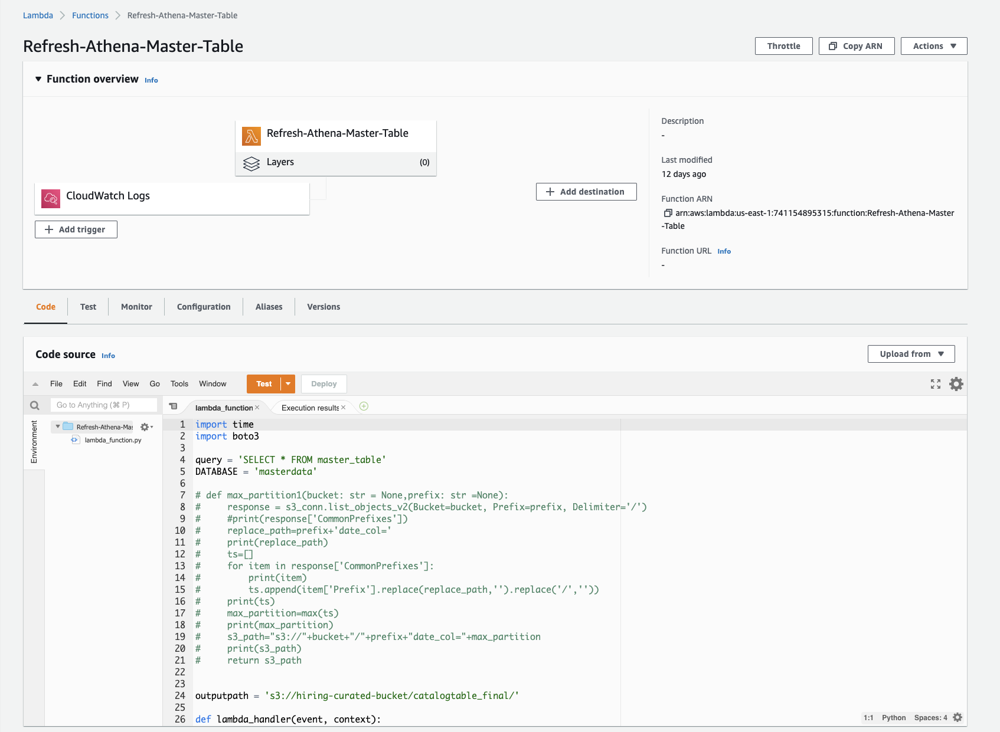 Lambda > Functions > Refresh-Athena-Master-Table
Refresh-Athena-Master-Table
Throttle
Copy ARN
Actions
Function overview Info
Refresh-Athena-Master-Table
Layers (0)
CloudWatch Logs
Add trigger
Add destination
Description
-
Last modified
12 days ago
Function ARN
arn:aws:lambda:us-east-1:741154895315:function:Refresh-Athena-Master
-Table
Function URL Info
-
Code Test Monitor Configuration Aliases Versions
Code source Info
Upload from
File Edit Find View Go Tools Window Test Deploy
Go to Anything (⌘ P)
lambda_function × Execution results ×
Environment
Refresh-Athena-Mas
lambda_function.py
1 import time
2 import boto3
3
4 query = 'SELECT * FROM master_table'
5 DATABASE = 'masterdata'
6
7 # def max_partition1(bucket: str = None,prefix: str =None):
8 #     response = s3_conn.list_objects_v2(Bucket=bucket, Prefix=prefix, Delimiter='/')
9 #     #print(response['CommonPrefixes'])
10 #     replace_path=prefix+'date_col='
11 #     print(replace_path)
12 #     ts=[]
13 #     for item in response['CommonPrefixes']:
14 #         print(item)
15 #         ts.append(item['Prefix'].replace(replace_path,'').replace('/',''))
16 #     print(ts)
17 #     max_partition=max(ts)
18 #     print(max_partition)
19 #     s3_path="s3://"+bucket+"/"+prefix+"date_col="+max_partition
20 #     print(s3_path)
21 #     return s3_path
22
23
24 outputpath = 's3://hiring-curated-bucket/catalogtable_final/'
25
26 def lambda_handler(event, context):
1:1 Python Spaces: 4